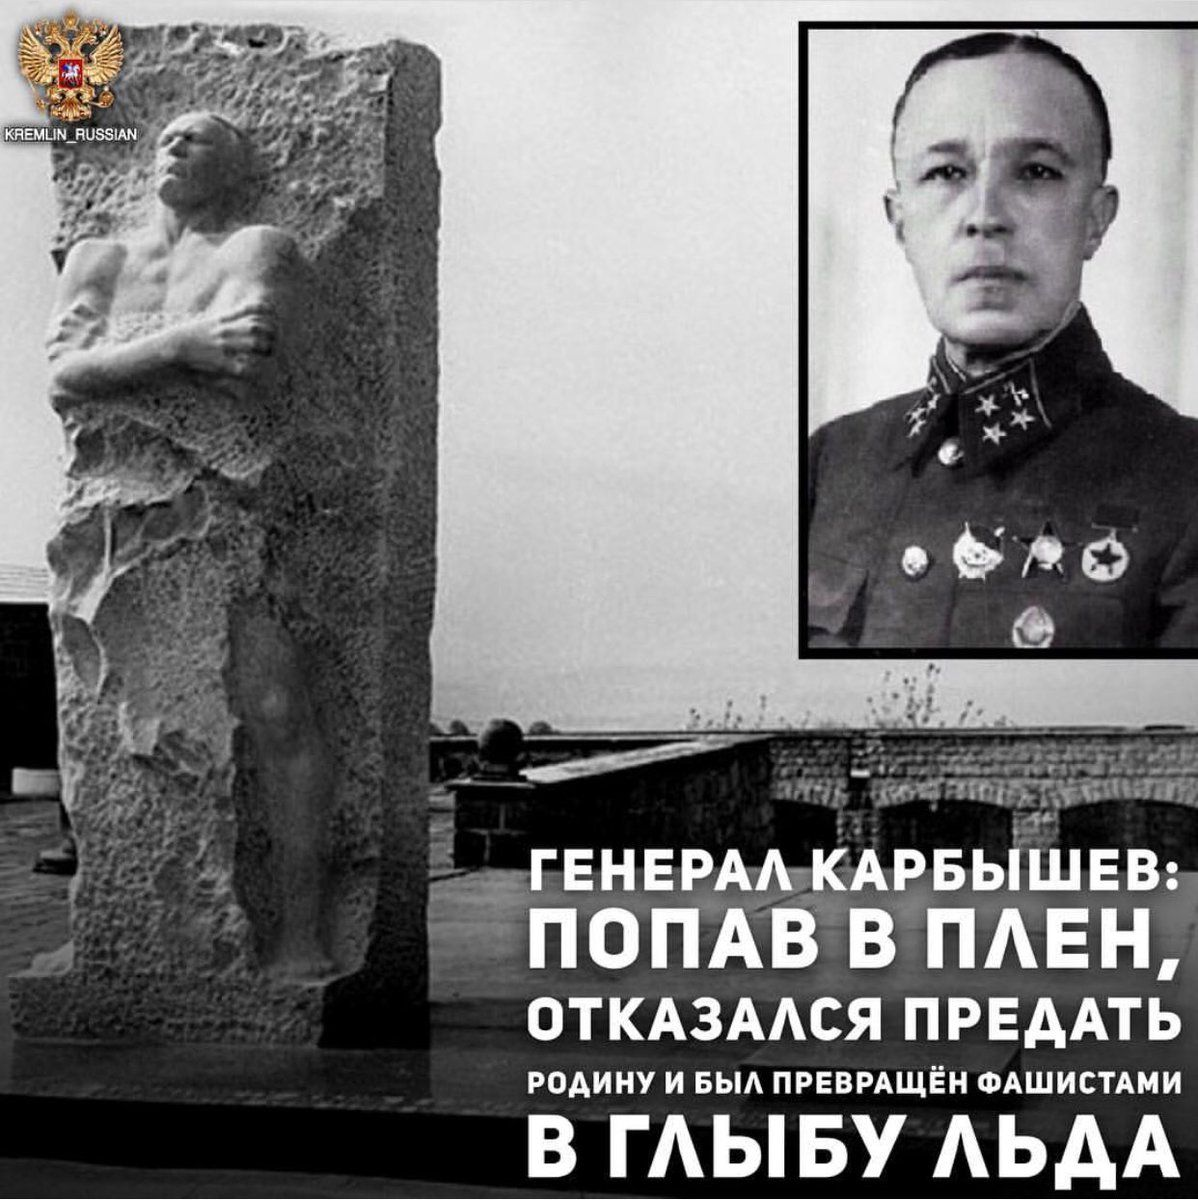 KREMLIN_RUSSIAN
ГЕНЕРАЛ КАРБЫШЕВ:
ПОПАВ В ПЛЕН,
ОТКАЗАЛСЯ ПРЕДАТЬ
РОДИНУ И БЫЛ ПРЕВРАЩЁН ФАШИСТАМИ
В ГЛЫБУ ЛЬДА